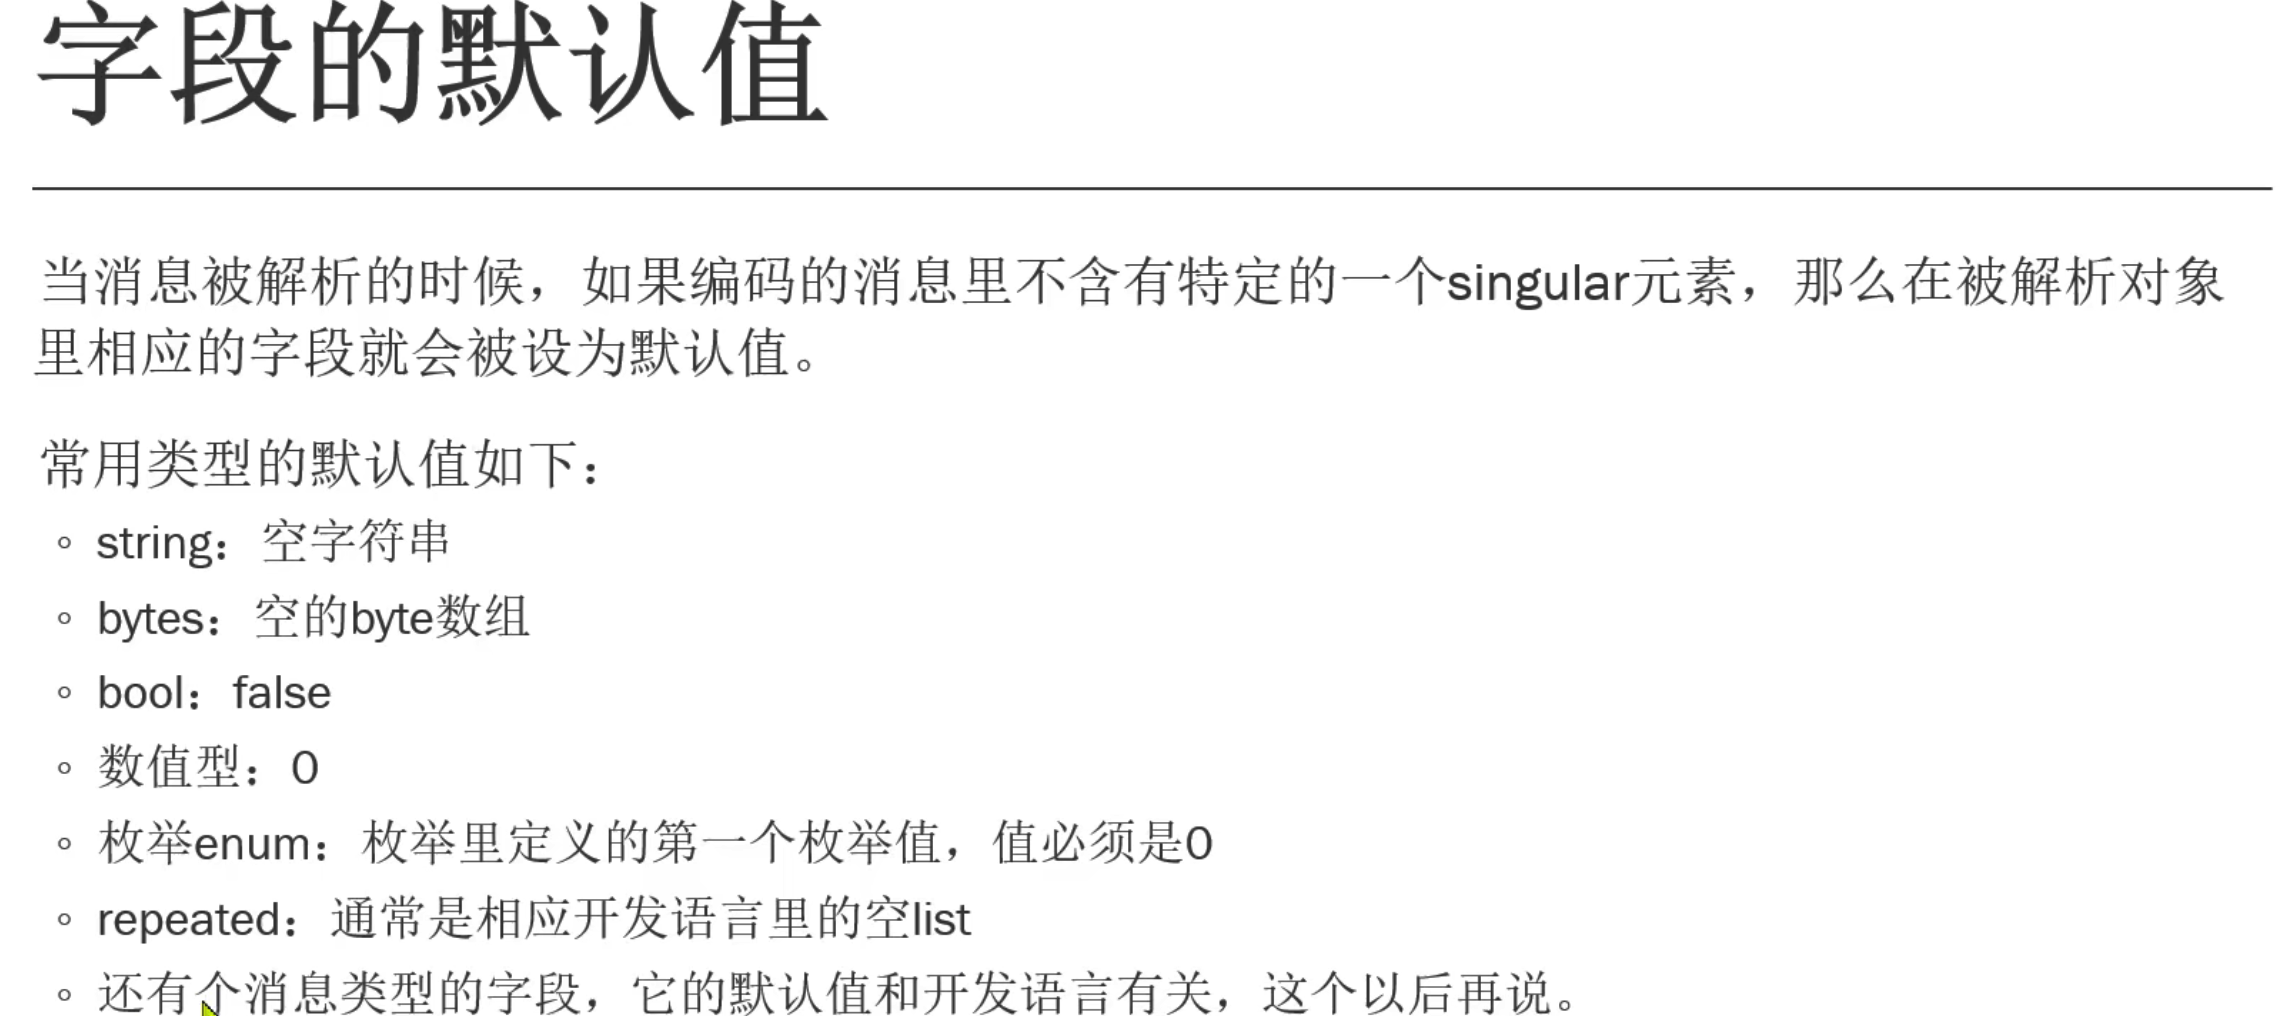 字段的默认值
当消息被解析的时候，如果编码的消息里不含有特定的一个singular元素，那么在被解析对象
里相应的字段就会被设为默认值。
常用类型的默认值如下：
◦ string：空字符串
◦ bytes：空的byte数组
◦ bool：false
◦ 数值型：0
◦ 枚举enum：枚举里定义的第一个枚举值，值必须是0
◦ repeated：通常是相应开发语言里的空list
◦ 还有个消息类型的字段，它的默认值和开发语言有关，这个以后再说。